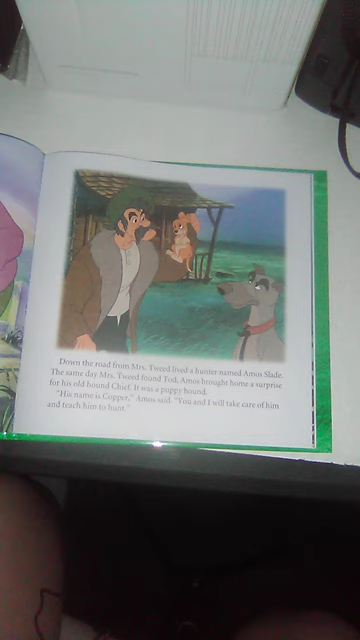 Down the road from Mrs. Tweed lived a hunter named Amos Slade.
The same day Mrs. Tweed found Tod, Amos brought home a surprise
for his old hound Chief. It was a puppy hound.
"His name is Copper," Amos said. "You and I will take care of him
and teach him to hunt."